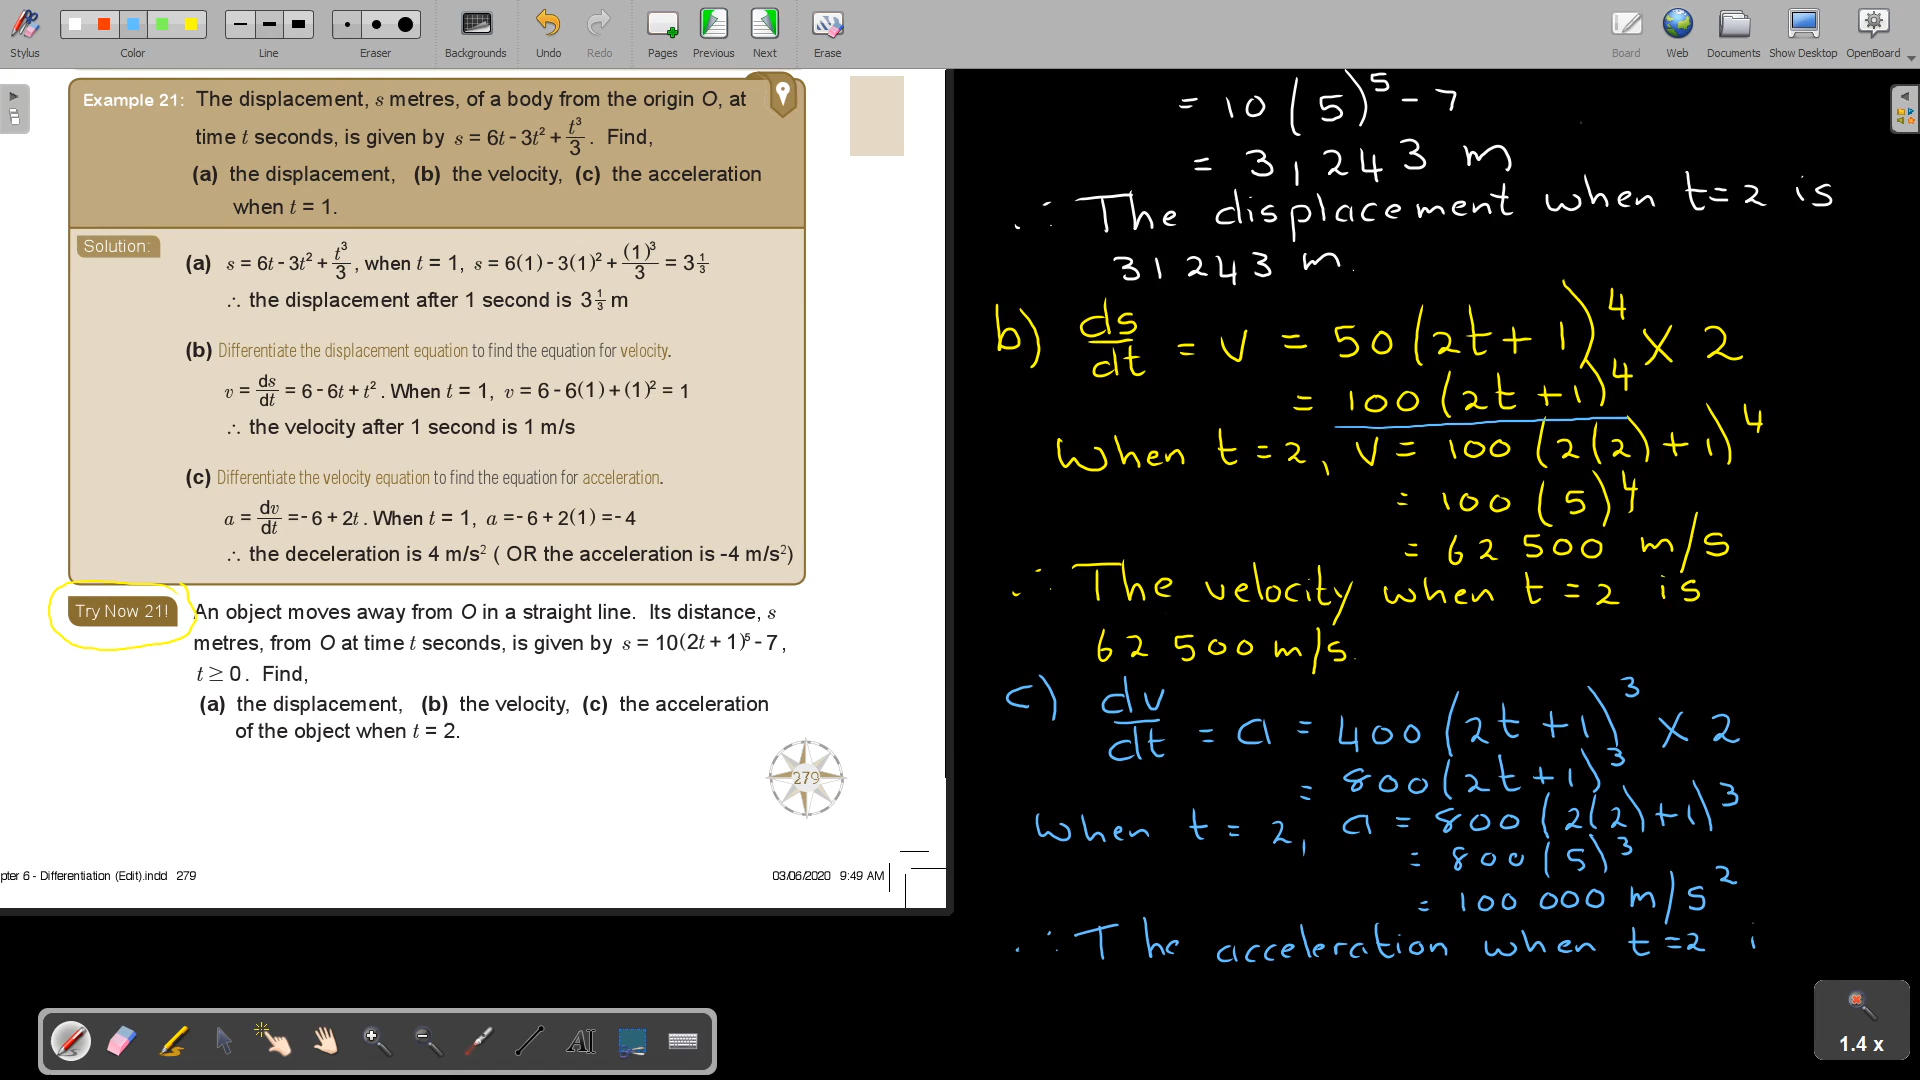 Stylus
Color
Line
Eraser
Backgrounds
Undo
Redo
Pages
Previous
Next
Erase
Board
Web
Documents
Show Desktop
OpenBoard
Example 21: The displacement, s metres, of a body from the origin O, at
time t seconds, is given by s = 6t - 3t² + t³/3 . Find,
(a) the displacement, (b) the velocity, (c) the acceleration
when t = 1.
Solution:
(a) s = 6t - 3t² + t³/3 , when t = 1, s = 6(1) - 3(1)² + (1)³/3 = 3 1/3
∴ the displacement after 1 second is 3 1/3 m
(b) Differentiate the displacement equation to find the equation for velocity.
v = ds/dt = 6 - 6t + t² . When t = 1, v = 6 - 6(1) + (1)² = 1
∴ the velocity after 1 second is 1 m/s
(c) Differentiate the velocity equation to find the equation for acceleration.
a = dv/dt = - 6 + 2t . When t = 1, a = - 6 + 2(1) = - 4
∴ the deceleration is 4 m/s² ( OR the acceleration is -4 m/s²)
Try Now 21! An object moves away from O in a straight line. Its distance, s
metres, from O at time t seconds, is given by s = 10(2t + 1)⁵ - 7 ,
t ≥ 0 . Find,
(a) the displacement, (b) the velocity, (c) the acceleration
of the object when t = 2.
279
pter 6 - Differentiation (Edit).indd 279
03/06/2020 9:49 AM
= 10 ( 5 )⁵ - 7
= 31,243 m
∴ The displacement when t=2 is
31243 m.
b) ds/dt = v = 50 (2t + 1)⁴ × 2
= 100 (2t + 1)⁴
When t = 2, v = 100 (2(2) + 1)⁴
= 100 (5)⁴
= 62 500 m/s
∴ The velocity when t = 2 is
62 500 m/s.
c) dv/dt = a = 400 (2t + 1)³ × 2
= 800 (2t + 1)³
When t = 2, a = 800 (2(2) + 1)³
= 800 (5)³
= 100 000 m/s²
∴ The acceleration when t = 2 i
1.4 x